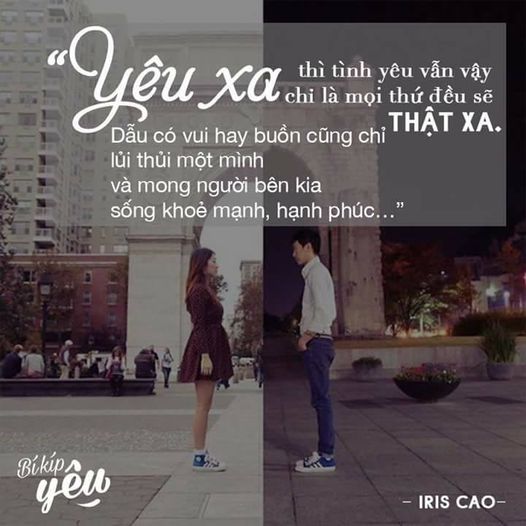 “Yêu xa thì tình yêu vẫn vậy
chỉ là mọi thứ đều sẽ
THẬT XA.
Dẫu có vui hay buồn cũng chỉ
lủi thủi một mình
và mong người bên kia
sống khoẻ mạnh, hạnh phúc...”
Bí kíp
yêu
- IRIS CAO-